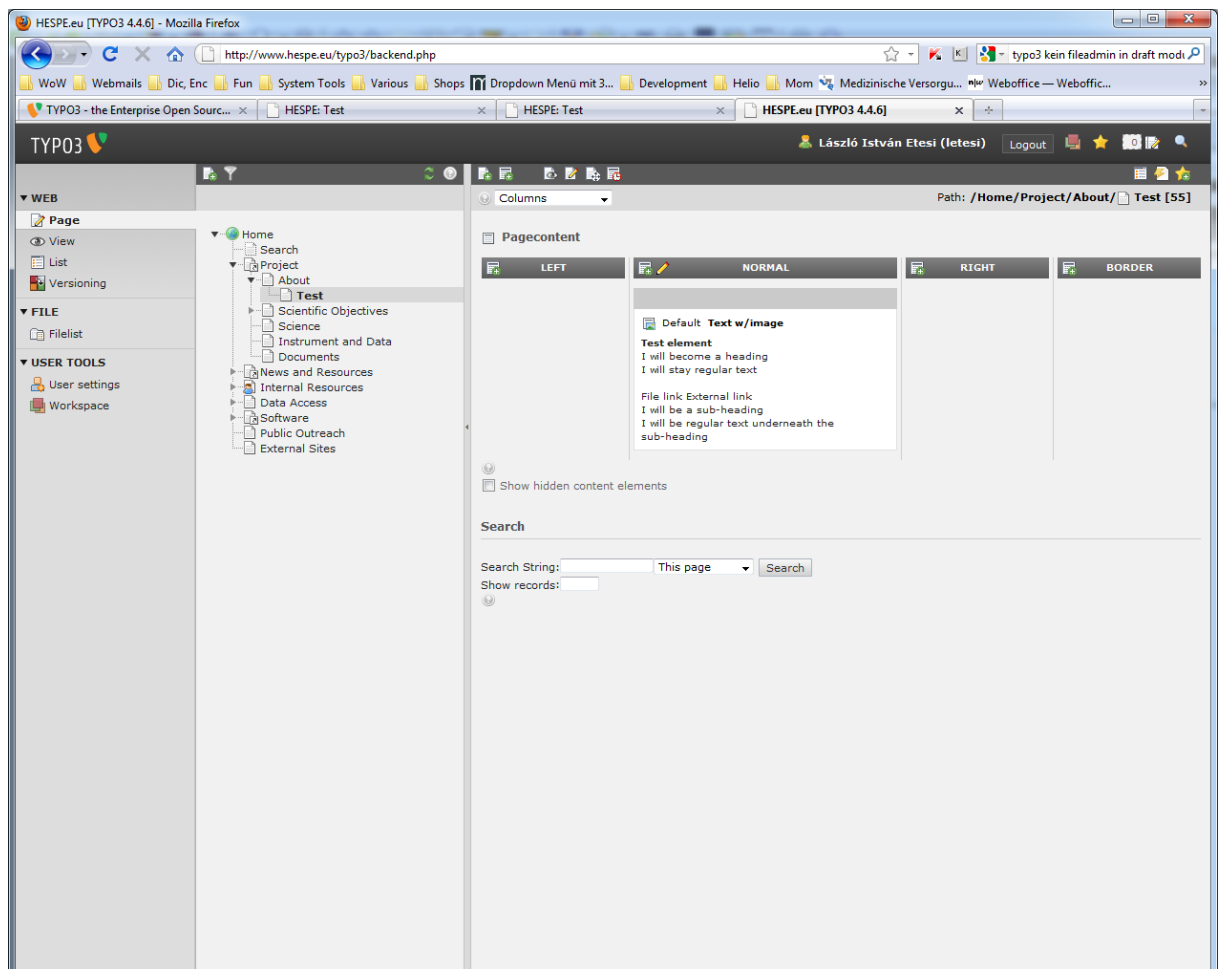 HESPE.eu [TYPO3 4.4.6] - Mozilla Firefox
http://www.hespe.eu/typo3/backend.php
K
typo3 kein fileadmin in draft modu
WoW Webmails Dic, Enc Fun System Tools Various Shops Dropdown Menü mit 3... Development Helio Mom Medizinische Versorgu... Weboffice — Weboffic... »
TYPO3 - the Enterprise Open Sourc... HESPE: Test HESPE: Test HESPE.eu [TYPO3 4.4.6]
TYPO3
László István Etesi (letesi) Logout 0
WEB
Page
View
List
Versioning
FILE
Filelist
USER TOOLS
User settings
Workspace
Home
Search
Project
About
Test
Scientific Objectives
Science
Instrument and Data
Documents
News and Resources
Internal Resources
Data Access
Software
Public Outreach
External Sites
Columns
Path: /Home/Project/About/ Test [55]
Pagecontent
LEFT NORMAL RIGHT BORDER
Default Text w/image
Test element
I will become a heading
I will stay regular text
File link External link
I will be a sub-heading
I will be regular text underneath the
sub-heading
Show hidden content elements
Search
Search String: This page Search
Show records: